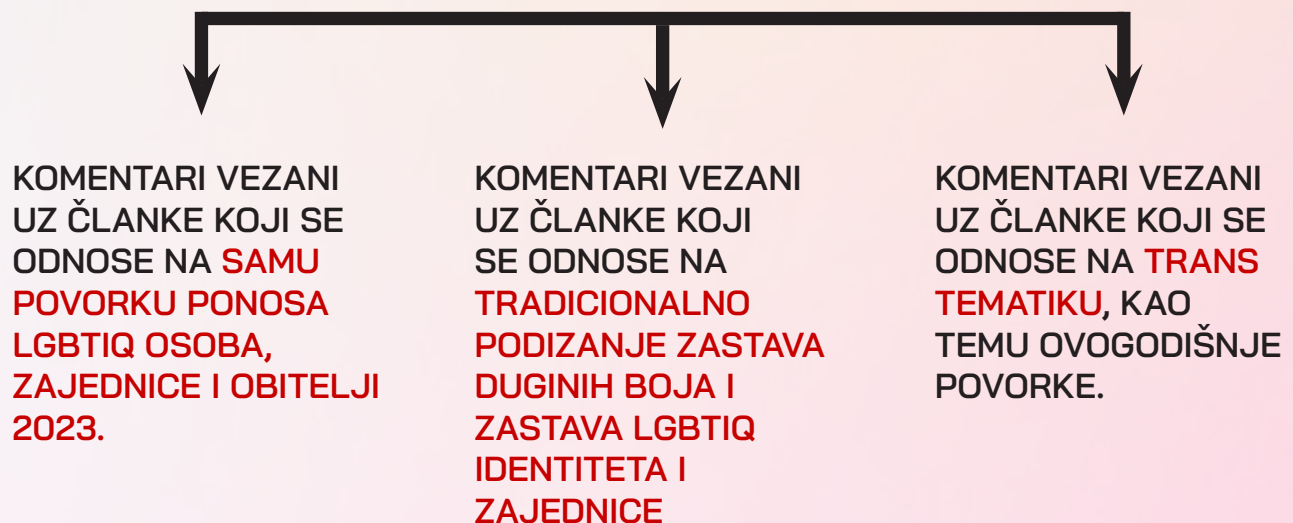 KOMENTARI VEZANI
UZ ČLANKE KOJI SE
ODNOSE NA SAMU
POVORKU PONOSA
LGBTIQ OSOBA,
ZAJEDNICE I OBITELJI
2023.
KOMENTARI VEZANI
UZ ČLANKE KOJI
SE ODNOSE NA
TRADICIONALNO
PODIZANJE ZASTAVA
DUGINIH BOJA I
ZASTAVA LGBTIQ
IDENTITETA I
ZAJEDNICE
KOMENTARI VEZANI
UZ ČLANKE KOJI SE
ODNOSE NA TRANS
TEMATIKU, KAO
TEMU OVOGODIŠNJE
POVORKE.